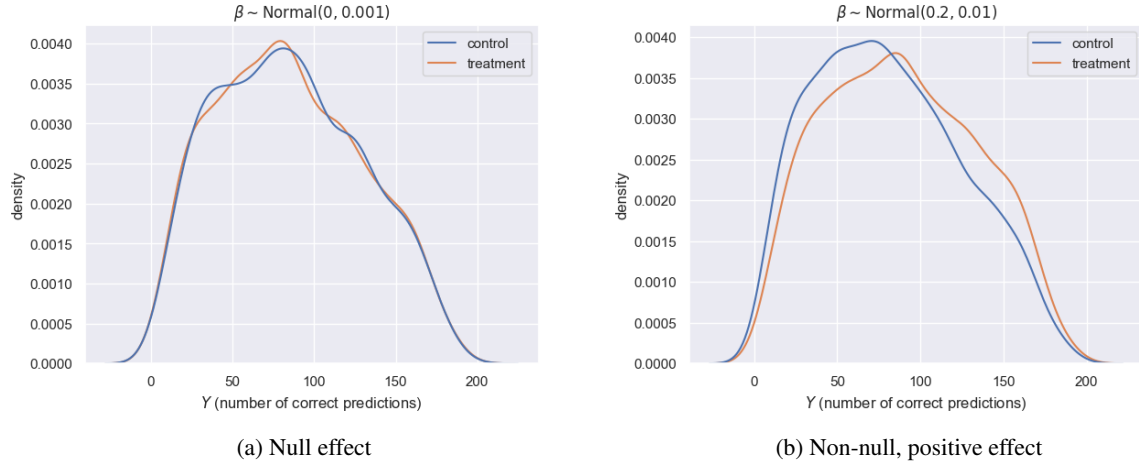 β ~ Normal(0, 0.001)
control
treatment
0.0040
0.0035
0.0030
0.0025
0.0020
0.0015
0.0010
0.0005
0.0000
density
0
50
100
150
200
Y (number of correct predictions)
(a) Null effect
β ~ Normal(0.2, 0.01)
control
treatment
0.0040
0.0035
0.0030
0.0025
0.0020
0.0015
0.0010
0.0005
0.0000
density
0
50
100
150
200
Y (number of correct predictions)
(b) Non-null, positive effect